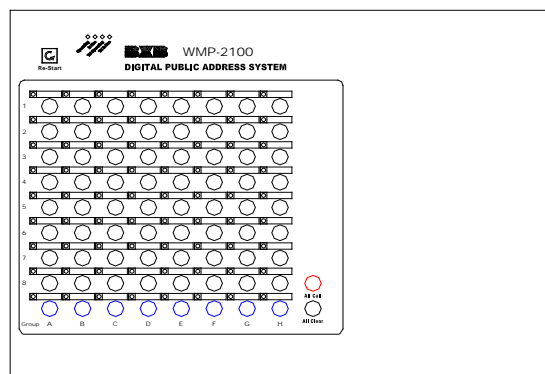 BXB WMP-2100
Re-Start
DIGITAL PUBLIC ADDRESS SYSTEM
1
2
3
4
5
6
7
8
All Call
All Clear
Group A B C D E F G H